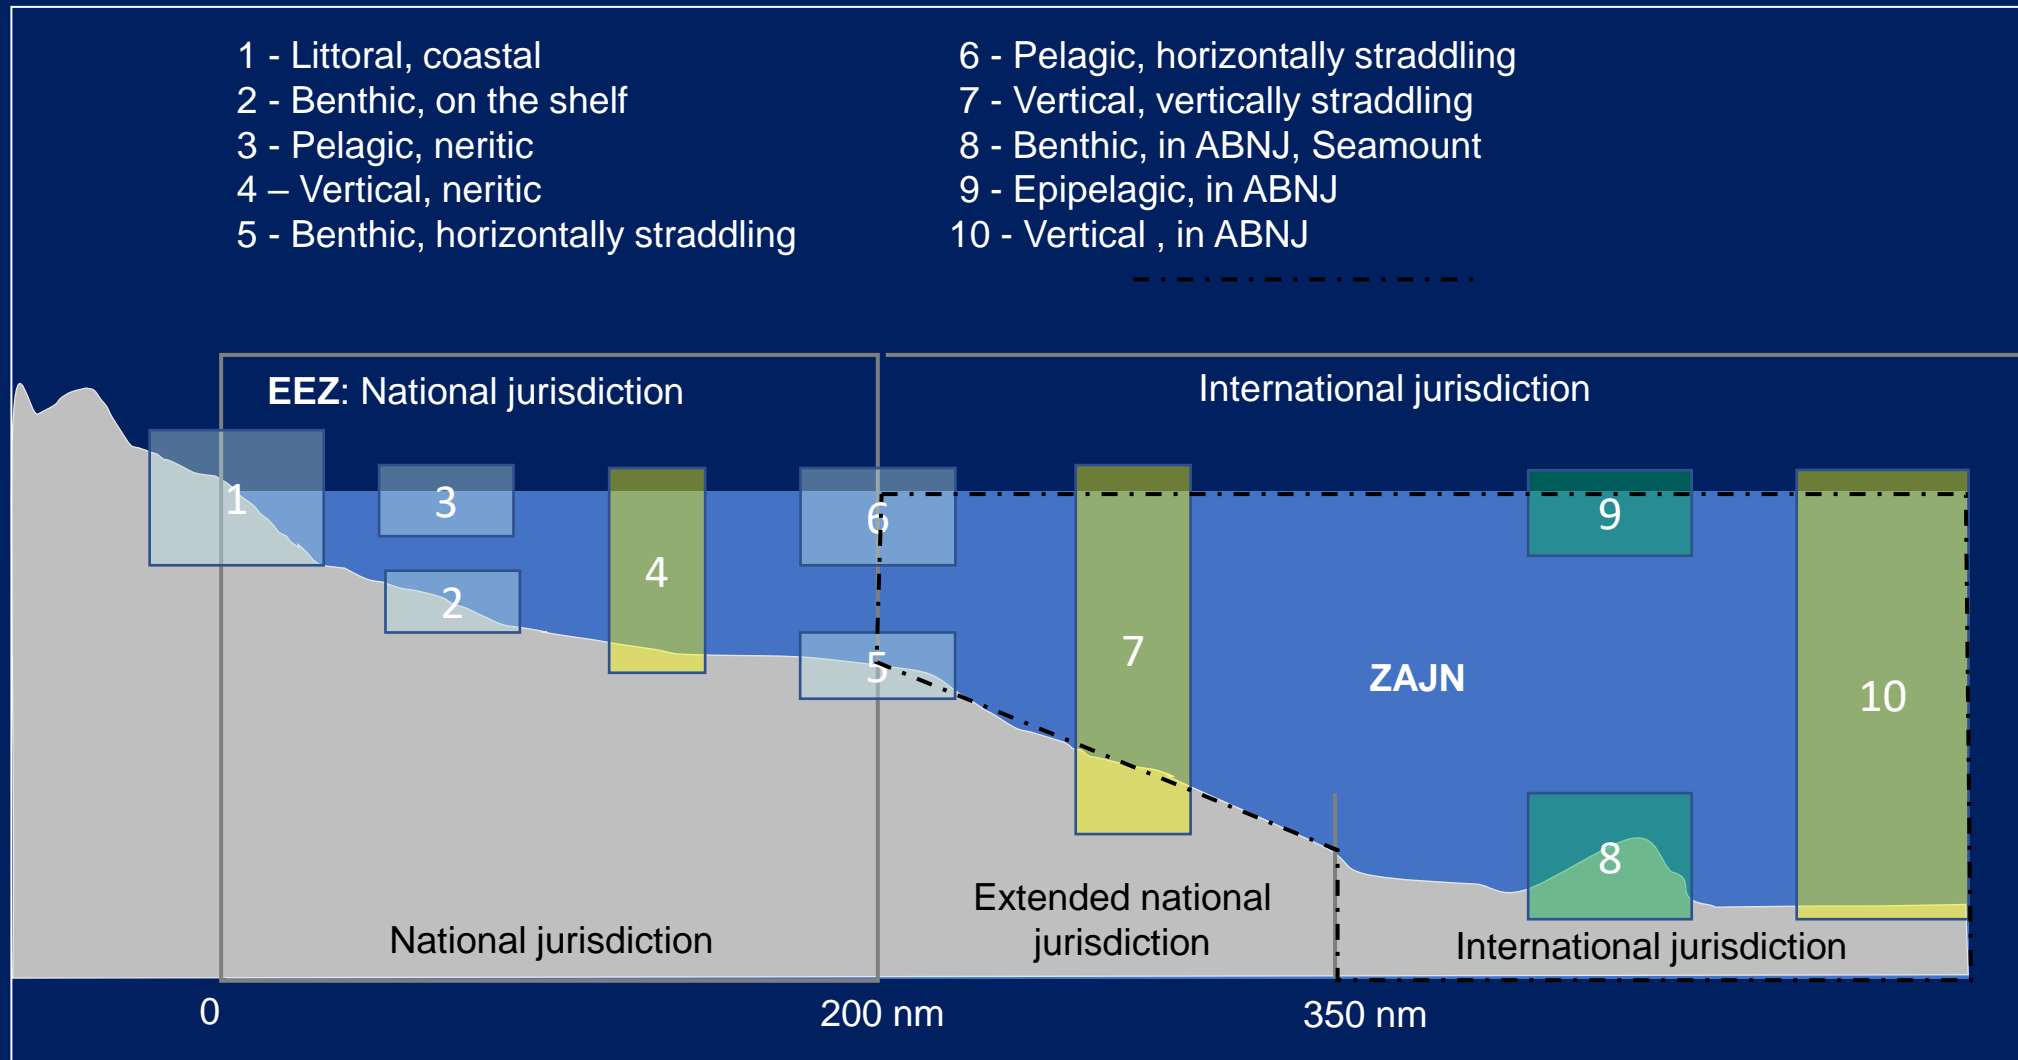 1 - Littoral, coastal
2 - Benthic, on the shelf
3 - Pelagic, neritic
4 – Vertical, neritic
5 - Benthic, horizontally straddling
6 - Pelagic, horizontally straddling
7 - Vertical, vertically straddling
8 - Benthic, in ABNJ, Seamount
9 - Epipelagic, in ABNJ
10 - Vertical , in ABNJ
EEZ: National jurisdiction
International jurisdiction
1
3
2
4
6
5
7
9
ZAJN
10
8
National jurisdiction
Extended national
jurisdiction
International jurisdiction
0
200 nm
350 nm